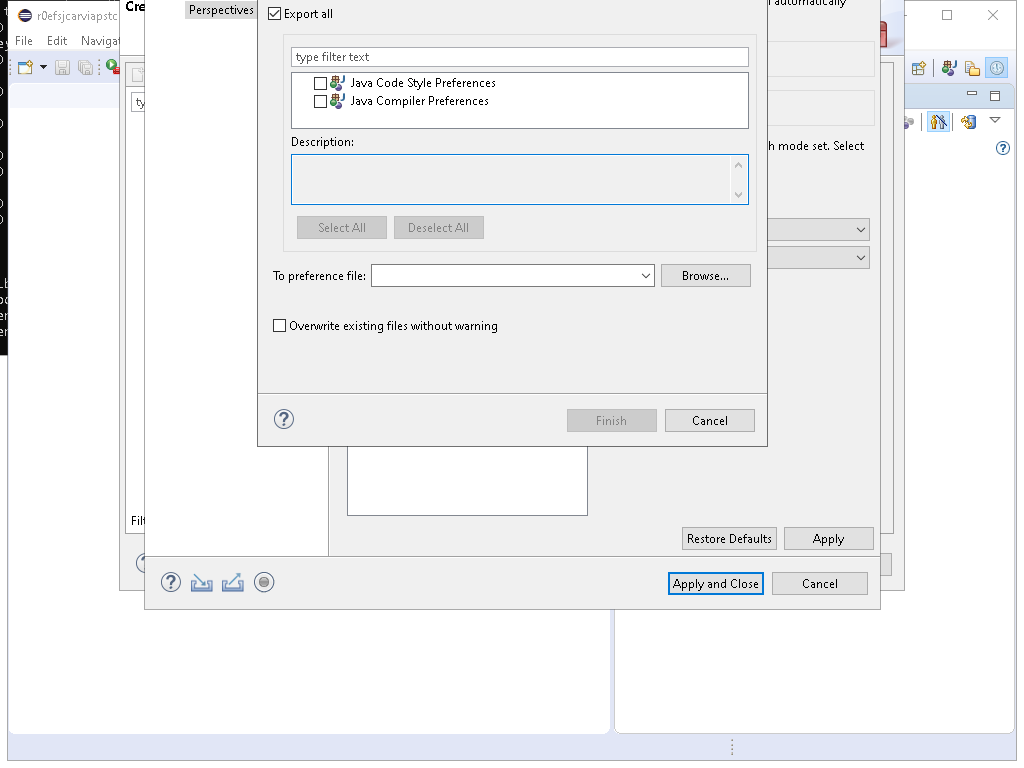 r0efsjcarviapstc
Cre
Perspectives
Export all
automatically
File Edit Navigat
type filter text
ty
Java Code Style Preferences
Java Compiler Preferences
Description:
h mode set. Select
Select All Deselect All
To preference file: Browse...
Overwrite existing files without warning
Finish Cancel
Filt
Restore Defaults Apply
Apply and Close Cancel